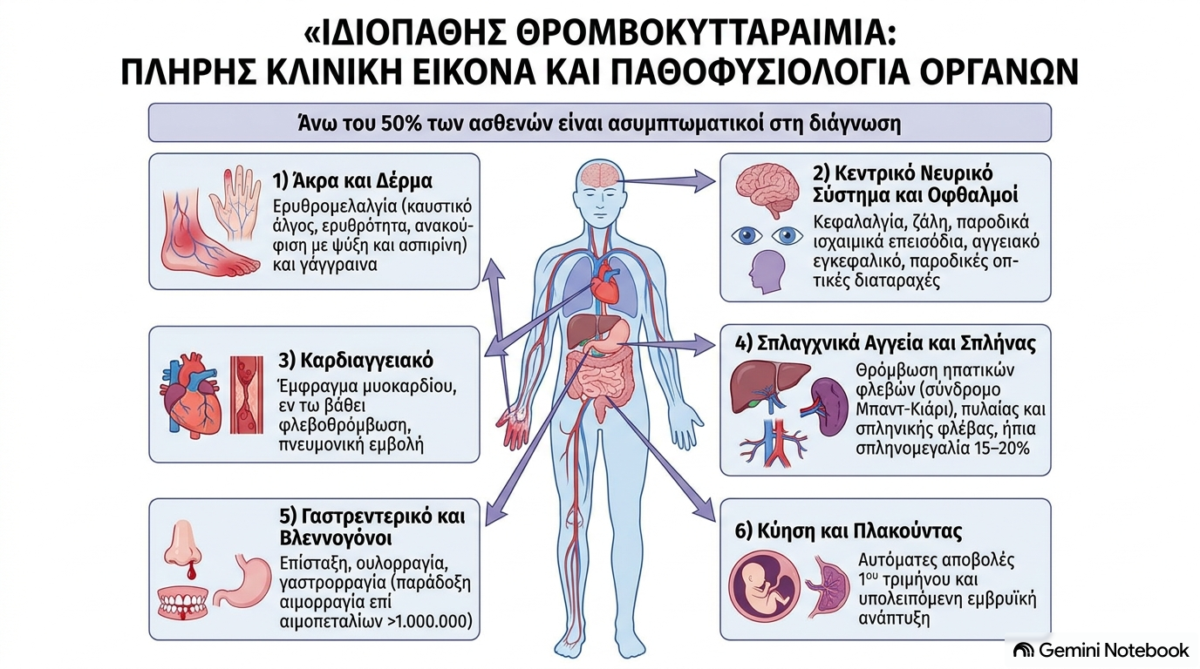 «ΙΔΙΟΠΑΘΗΣ ΘΡΟΜΒΟΚΥΤΤΑΡΑΙΜΙΑ:
ΠΛΗΡΗΣ ΚΛΙΝΙΚΗ ΕΙΚΟΝΑ ΚΑΙ ΠΑΘΟΦΥΣΙΟΛΟΓΙΑ ΟΡΓΑΝΩΝ
Άνω του 50% των ασθενών είναι ασυμπτωματικοί στη διάγνωση
1) Άκρα και Δέρμα
Ερυθρομελαλγία (καυστικό
άλγος, ερυθρότητα, ανακού-
φιση με ψύξη και ασπιρίνη)
και γάγγραινα
2) Κεντρικό Νευρικό
Σύστημα και Οφθαλμοί
Κεφαλαλγία, ζάλη, παροδικά
ισχαιμικά επεισόδια, αγγειακό
εγκεφαλικό, παροδικές οπ-
τικές διαταραχές
3) Καρδιαγγειακό
Έμφραγμα μυοκαρδίου,
εν τω βάθει
φλεβοθρόμβωση,
πνευμονική εμβολή
4) Σπλαγχνικά Αγγεία και Σπλήνας
Θρόμβωση ηπατικών
φλεβών (σύνδρομο
Μπαντ-Κιάρι), πυλαίας και
σπληνικής φλέβας, ήπια
σπληνομεγαλία 15–20%
5) Γαστρεντερικό και
Βλεννογόνοι
Επίσταξη, ουλορραγία,
γαστρορραγία (παράδοξη
αιμορραγία επί
αιμοπεταλίων >1.000.000)
6) Κύηση και Πλακούντας
Αυτόματες αποβολές
1ου τριμήνου και
υπολειπόμενη εμβρυϊκή
ανάπτυξη
Gemini Notebook